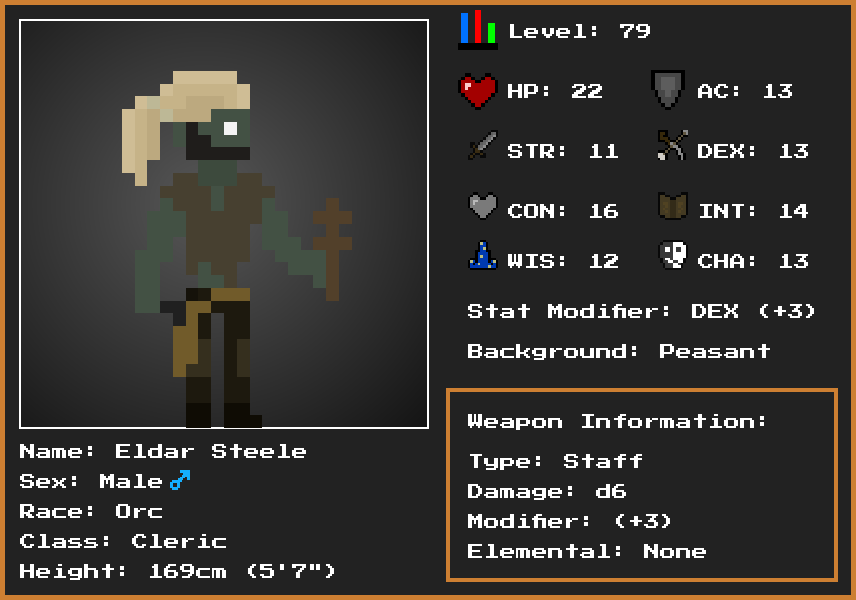 Level: 79
HP: 22
AC: 13
STR: 11
DEX: 13
CON: 16
INT: 14
WIS: 12
CHA: 13
Stat Modifier: DEX (+3)
Background: Peasant
Weapon Information:
Type: Staff
Damage: d6
Modifier: (+3)
Elemental: None
Name: Eldar Steele
Sex: Male♂
Race: Orc
Class: Cleric
Height: 169cm (5'7")